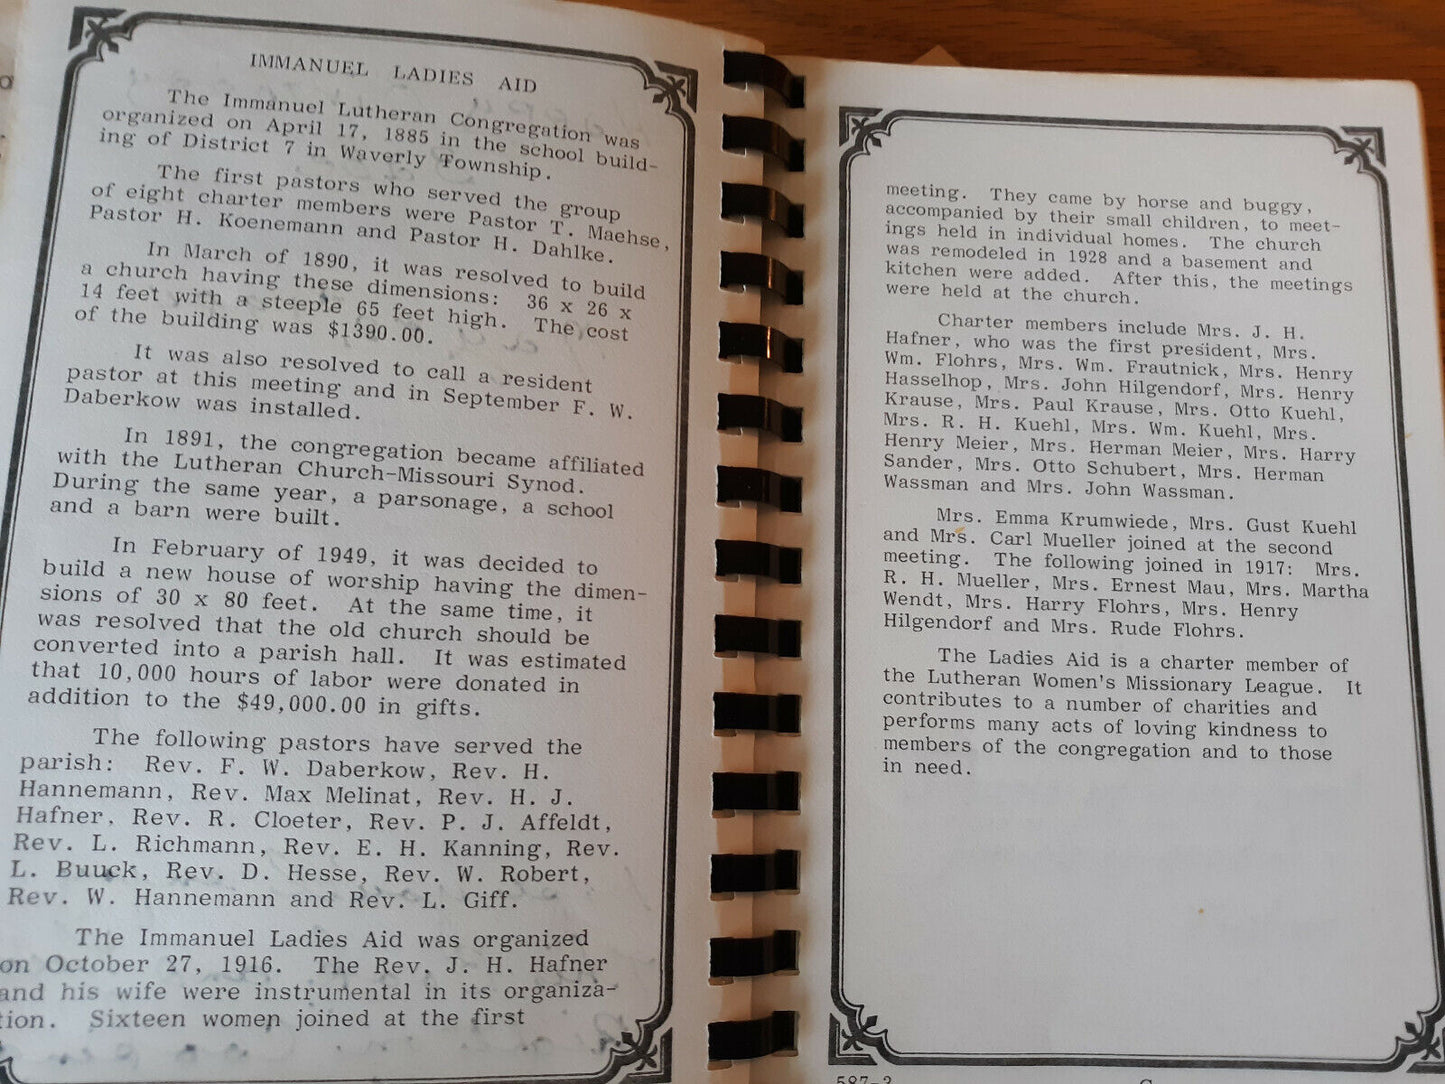 IMMANUEL LADIES AID
The Immanuel Lutheran Congregation was
organized on April 17, 1885 in the school build-
ing of District 7 in Waverly Township.
The first pastors who served the group
of eight charter members were Pastor T. Maehse,
Pastor H. Koenemann and Pastor H. Dahlke.
In March of 1890, it was resolved to build
a church having these dimensions: 36 x 26 x
14 feet with a steeple 65 feet high. The cost
of the building was $1390.00.
It was also resolved to call a resident
pastor at this meeting and in September F. W.
Daberkow was installed.
In 1891, the congregation became affiliated
with the Lutheran Church-Missouri Synod.
During the same year, a parsonage, a school
and a barn were built.
In February of 1949, it was decided to
build a new house of worship having the dimen-
sions of 30 x 80 feet. At the same time, it
was resolved that the old church should be
converted into a parish hall. It was estimated
that 10,000 hours of labor were donated in
addition to the $49,000.00 in gifts.
The following pastors have served the
parish: Rev. F. W. Daberkow, Rev. H.
Hannemann, Rev. Max Melinat, Rev. H. J.
Hafner, Rev. R. Cloeter, Rev. P. J. Affeldt,
Rev. L. Richmann, Rev. E. H. Kanning, Rev.
L. Buuck, Rev. D. Hesse, Rev. W. Robert,
Rev. W. Hannemann and Rev. L. Giff.
The Immanuel Ladies Aid was organized
on October 27, 1916. The Rev. J. H. Hafner
and his wife were instrumental in its organiza-
tion. Sixteen women joined at the first
meeting. They came by horse and buggy,
accompanied by their small children, to meet-
ings held in individual homes. The church
was remodeled in 1928 and a basement and
kitchen were added. After this, the meetings
were held at the church.
Charter members include Mrs. J. H.
Hafner, who was the first president, Mrs.
Wm. Flohrs, Mrs. Wm. Frautnick, Mrs. Henry
Hasselhop, Mrs. John Hilgendorf, Mrs. Henry
Krause, Mrs. Paul Krause, Mrs. Otto Kuehl,
Mrs. R. H. Kuehl, Mrs. Wm. Kuehl, Mrs.
Henry Meier, Mrs. Herman Meier, Mrs. Harry
Sander, Mrs. Otto Schubert, Mrs. Herman
Wassman and Mrs. John Wassman.
Mrs. Emma Krumwiede, Mrs. Gust Kuehl
and Mrs. Carl Mueller joined at the second
meeting. The following joined in 1917: Mrs.
R. H. Mueller, Mrs. Ernest Mau, Mrs. Martha
Wendt, Mrs. Harry Flohrs, Mrs. Henry
Hilgendorf and Mrs. Rude Flohrs.
The Ladies Aid is a charter member of
the Lutheran Women's Missionary League. It
contributes to a number of charities and
performs many acts of loving kindness to
members of the congregation and to those
in need.